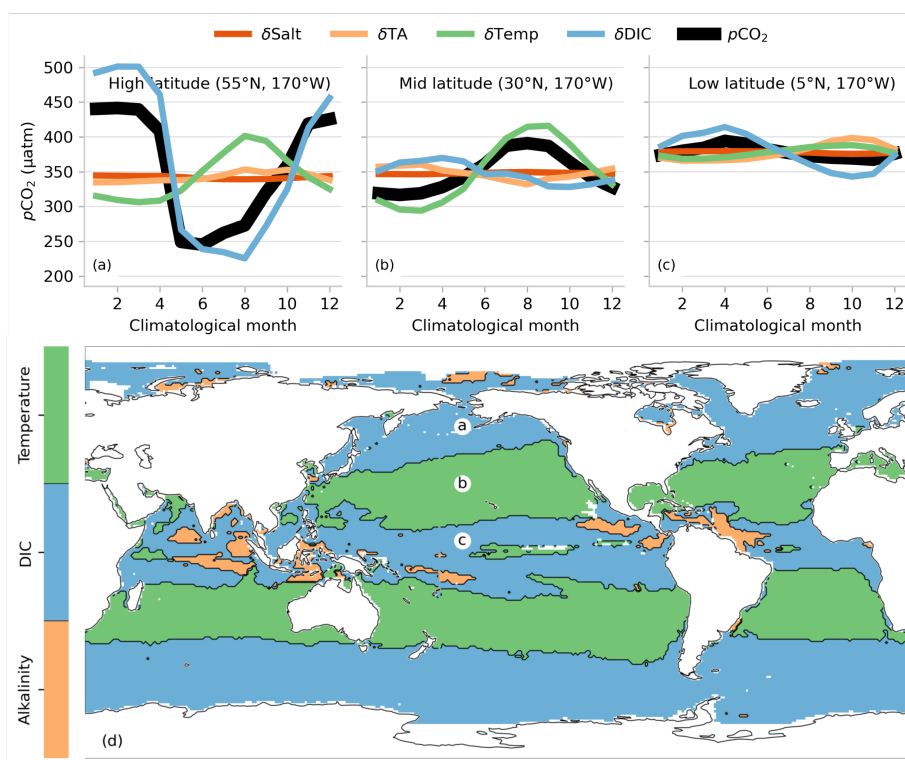 δSalt δTA δTemp δDIC pCO₂
High latitude (55°N, 170°W) Mid latitude (30°N, 170°W) Low latitude (5°N, 170°W)
pCO₂ (μatm)
500
450
400
350
300
250
200
(a) (b) (c)
2 4 6 8 10 12 2 4 6 8 10 12 2 4 6 8 10 12
Climatological month Climatological month Climatological month
Temperature
DIC
Alkalinity
a
b
c
(d)